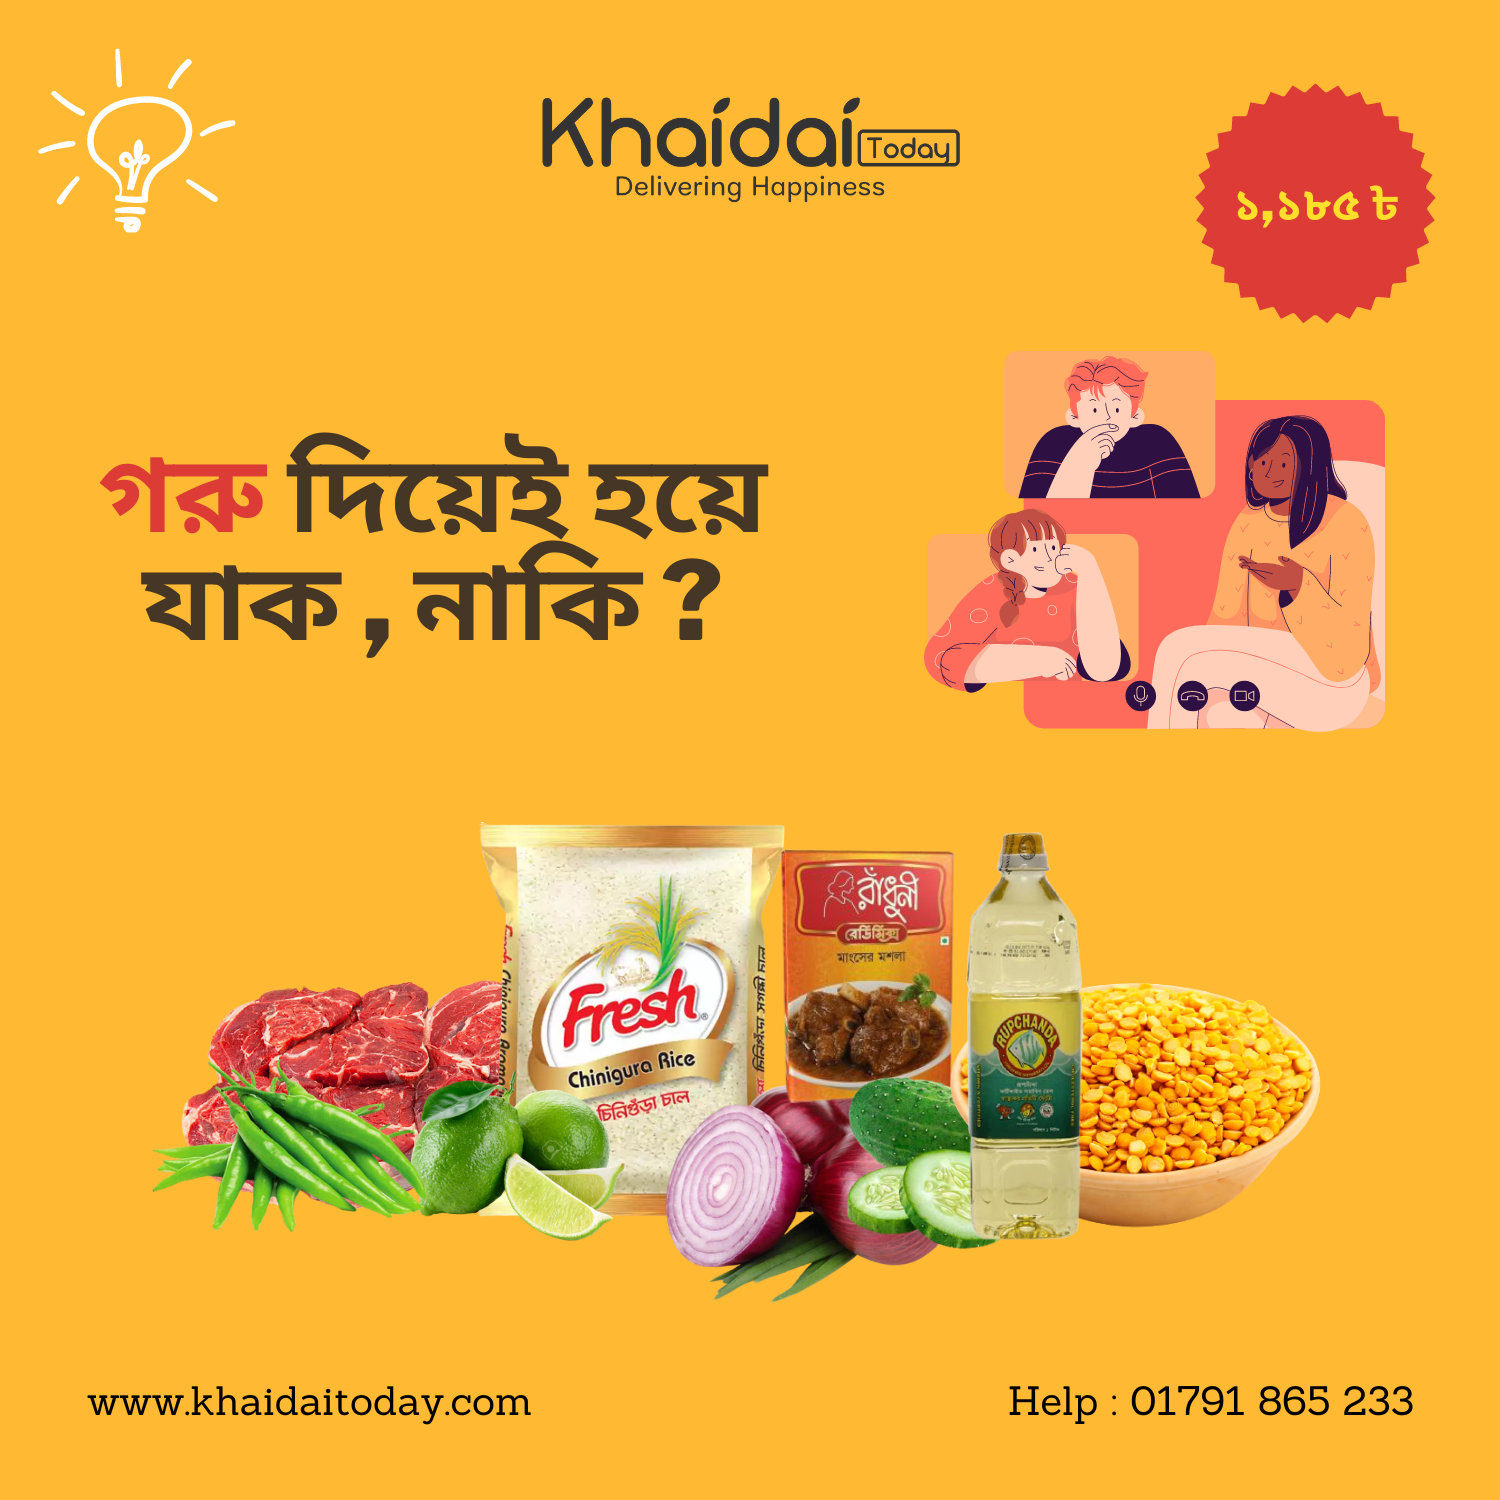 Khaidai Today
Delivering Happiness
১,১৮৫ ৳
গরু দিয়েই হয়ে
যাক , নাকি ?
Fresh
Chinigura Rice
চিনিগুঁড়া চাল
রাঁধুনী
রেডিমিক্স
মাংসের মশলা
RUPCHANDA
www.khaidaitoday.com
Help : 01791 865 233